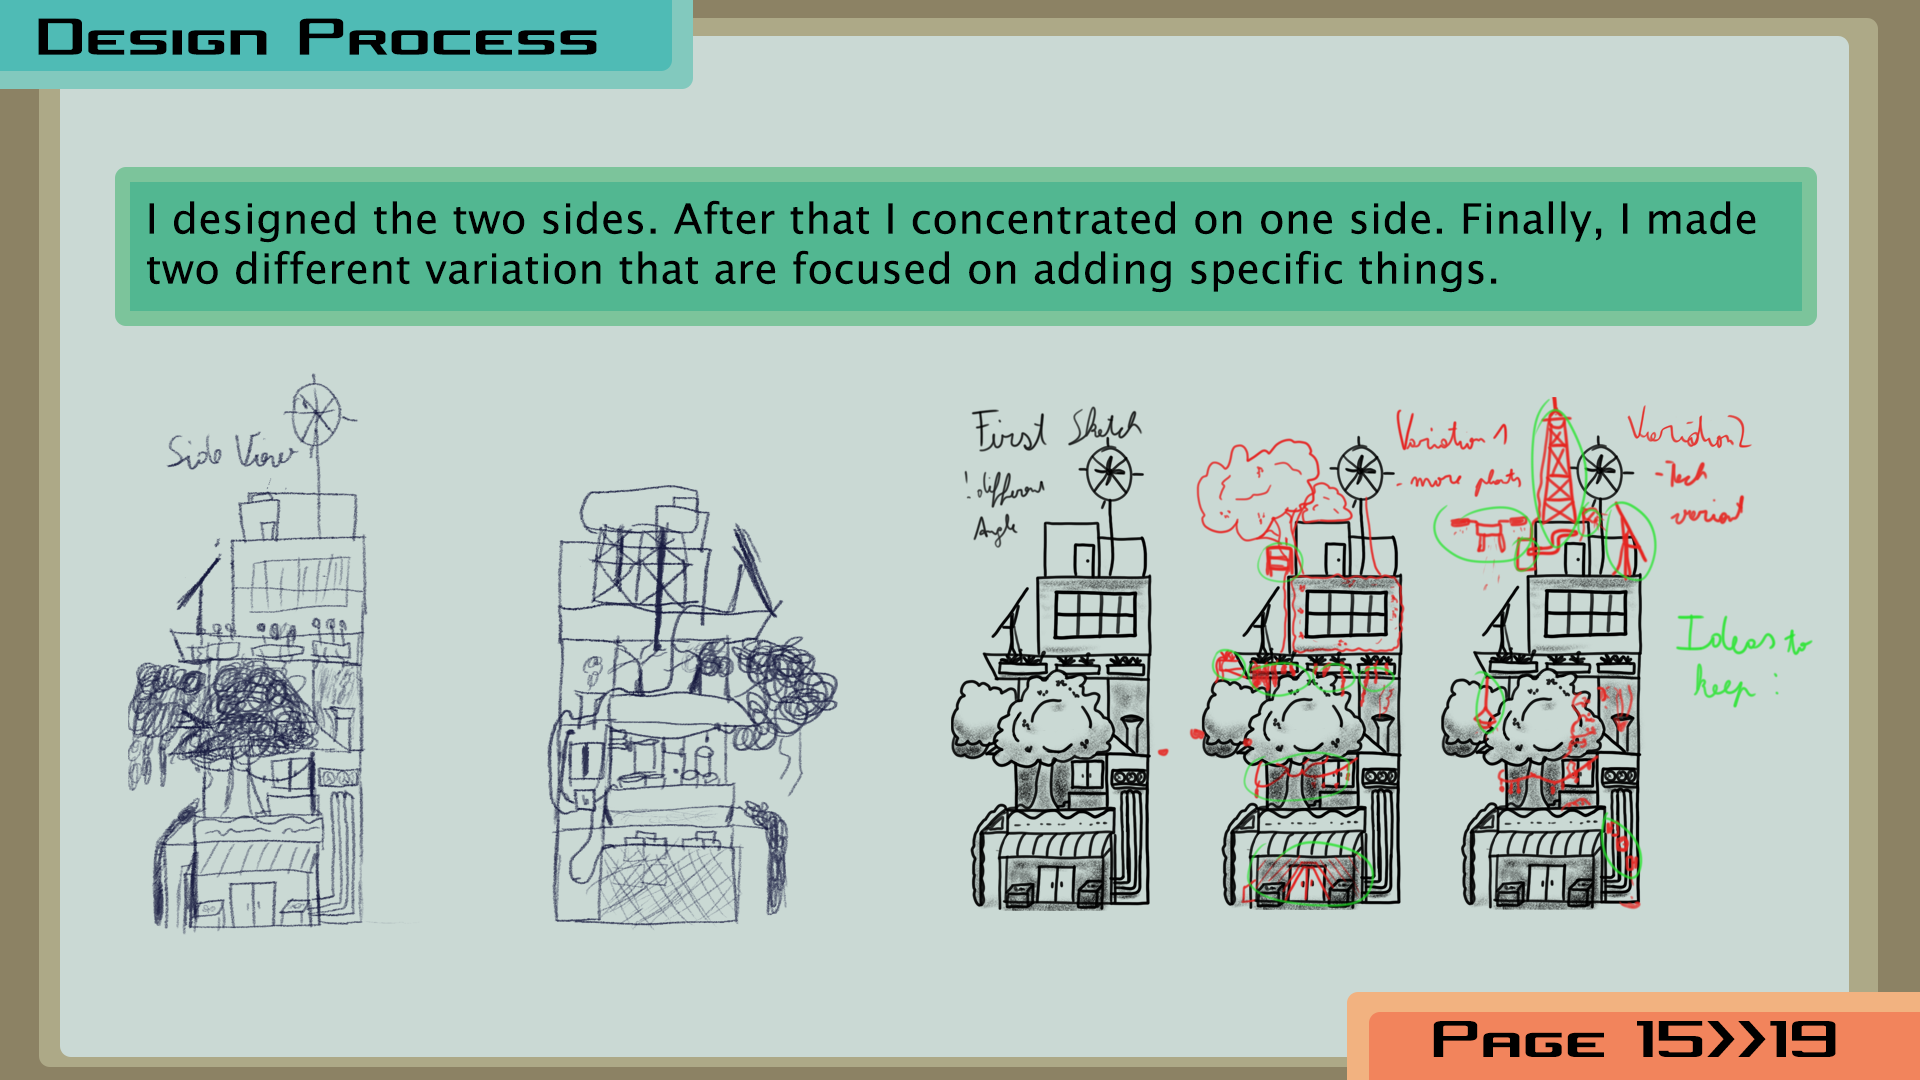 Design Process
I designed the two sides. After that I concentrated on one side. Finally, I made
two different variation that are focused on adding specific things.
Side View
First Sketch
! different
Angle
Variation 1
- more plants
Variation 2
- Tech
variant
Ideas to
keep :
Page 15>>19